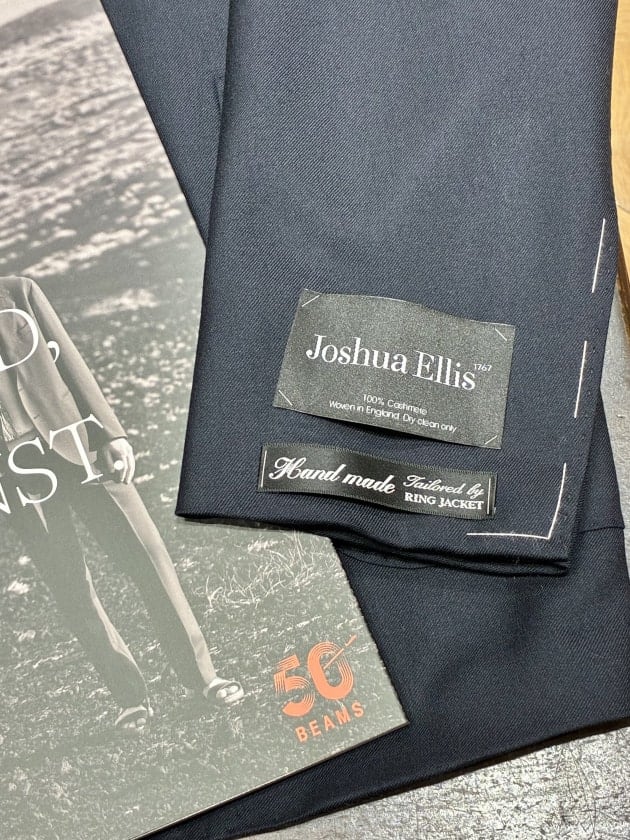 D,
NST.
Joshua Ellis 1767
100% Cashmere
Woven in England. Dry clean only
Hand made Tailored by
RING JACKET
50
BEAMS